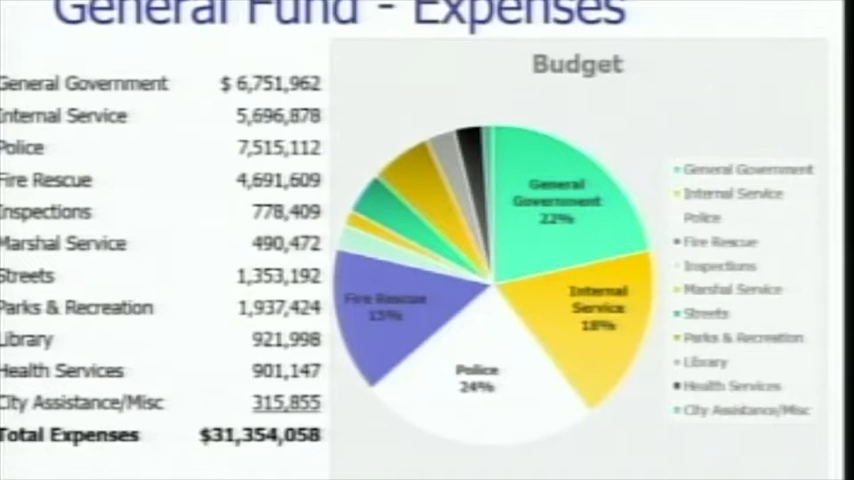 General Fund - Expenses
General Government $ 6,751,962
Internal Service 5,696,878
Police 7,515,112
Fire Rescue 4,691,609
Inspections 778,409
Marshal Service 490,472
Streets 1,353,192
Parks & Recreation 1,937,424
Library 921,998
Health Services 901,147
City Assistance/Misc 315,855
Total Expenses $31,354,058
Budget
General
Government
22%
Internal
Service
18%
Police
24%
Fire Rescue
15%
General Government
Internal Service
Police
Fire Rescue
Inspections
Marshal Service
Streets
Parks & Recreation
Library
Health Services
City Assistance/Misc